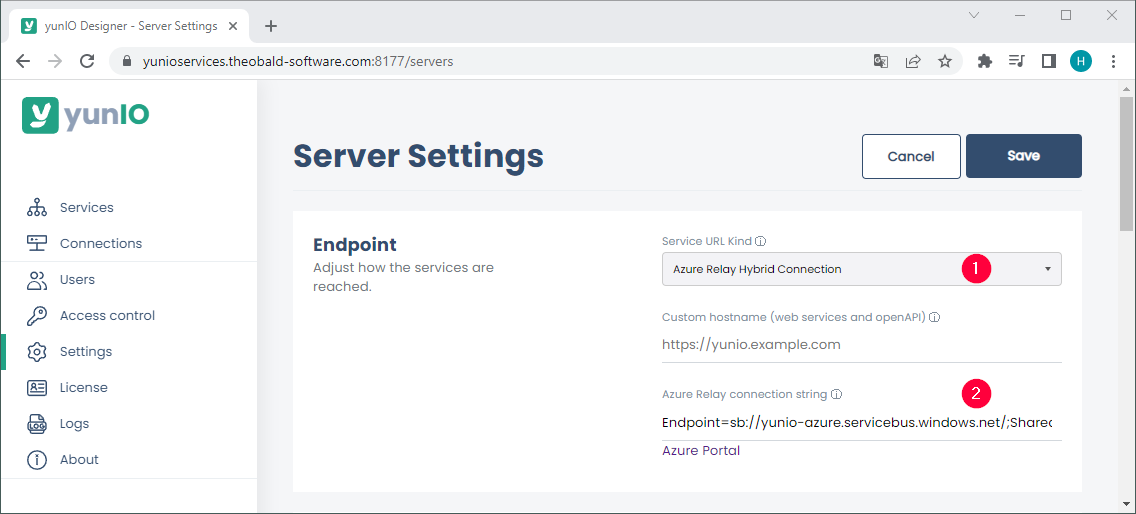 yunIO Designer - Server Settings
yunioservices.theobald-software.com:8177/servers
H
yunIO
Services
Connections
Users
Access control
Settings
License
Logs
About
Server Settings
Cancel
Save
Endpoint
Adjust how the services are
reached.
Service URL Kind
Azure Relay Hybrid Connection
1
Custom hostname (web services and openAPI)
https://yunio.example.com
Azure Relay connection string
2
Endpoint=sb://yunio-azure.servicebus.windows.net/;Shared
Azure Portal